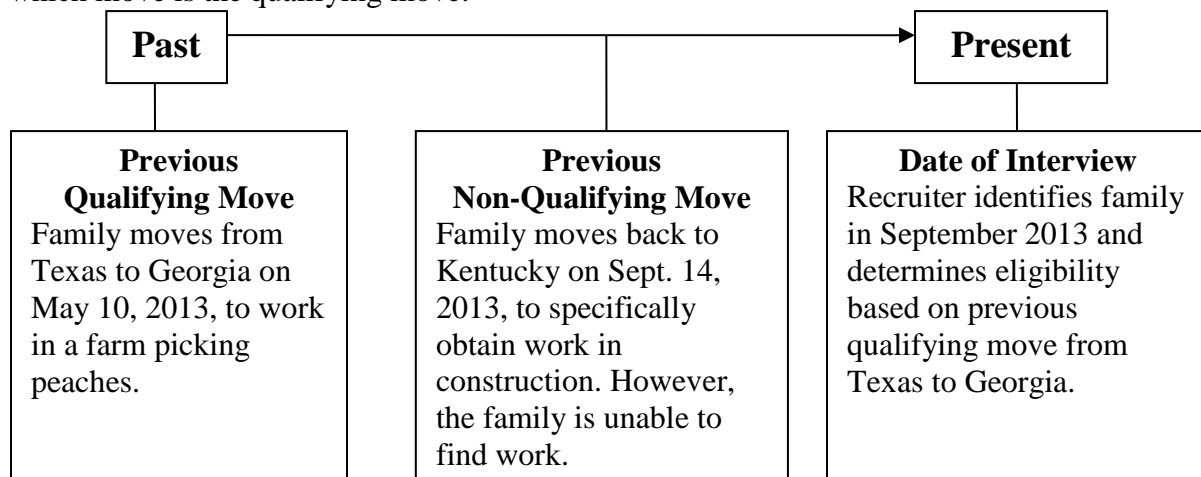 which move is the qualifying move.
Past
Present
Previous
Qualifying Move
Family moves from
Texas to Georgia on
May 10, 2013, to work
in a farm picking
peaches.
Previous
Non-Qualifying Move
Family moves back to
Kentucky on Sept. 14,
2013, to specifically
obtain work in
construction. However,
the family is unable to
find work.
Date of Interview
Recruiter identifies family
in September 2013 and
determines eligibility
based on previous
qualifying move from
Texas to Georgia.